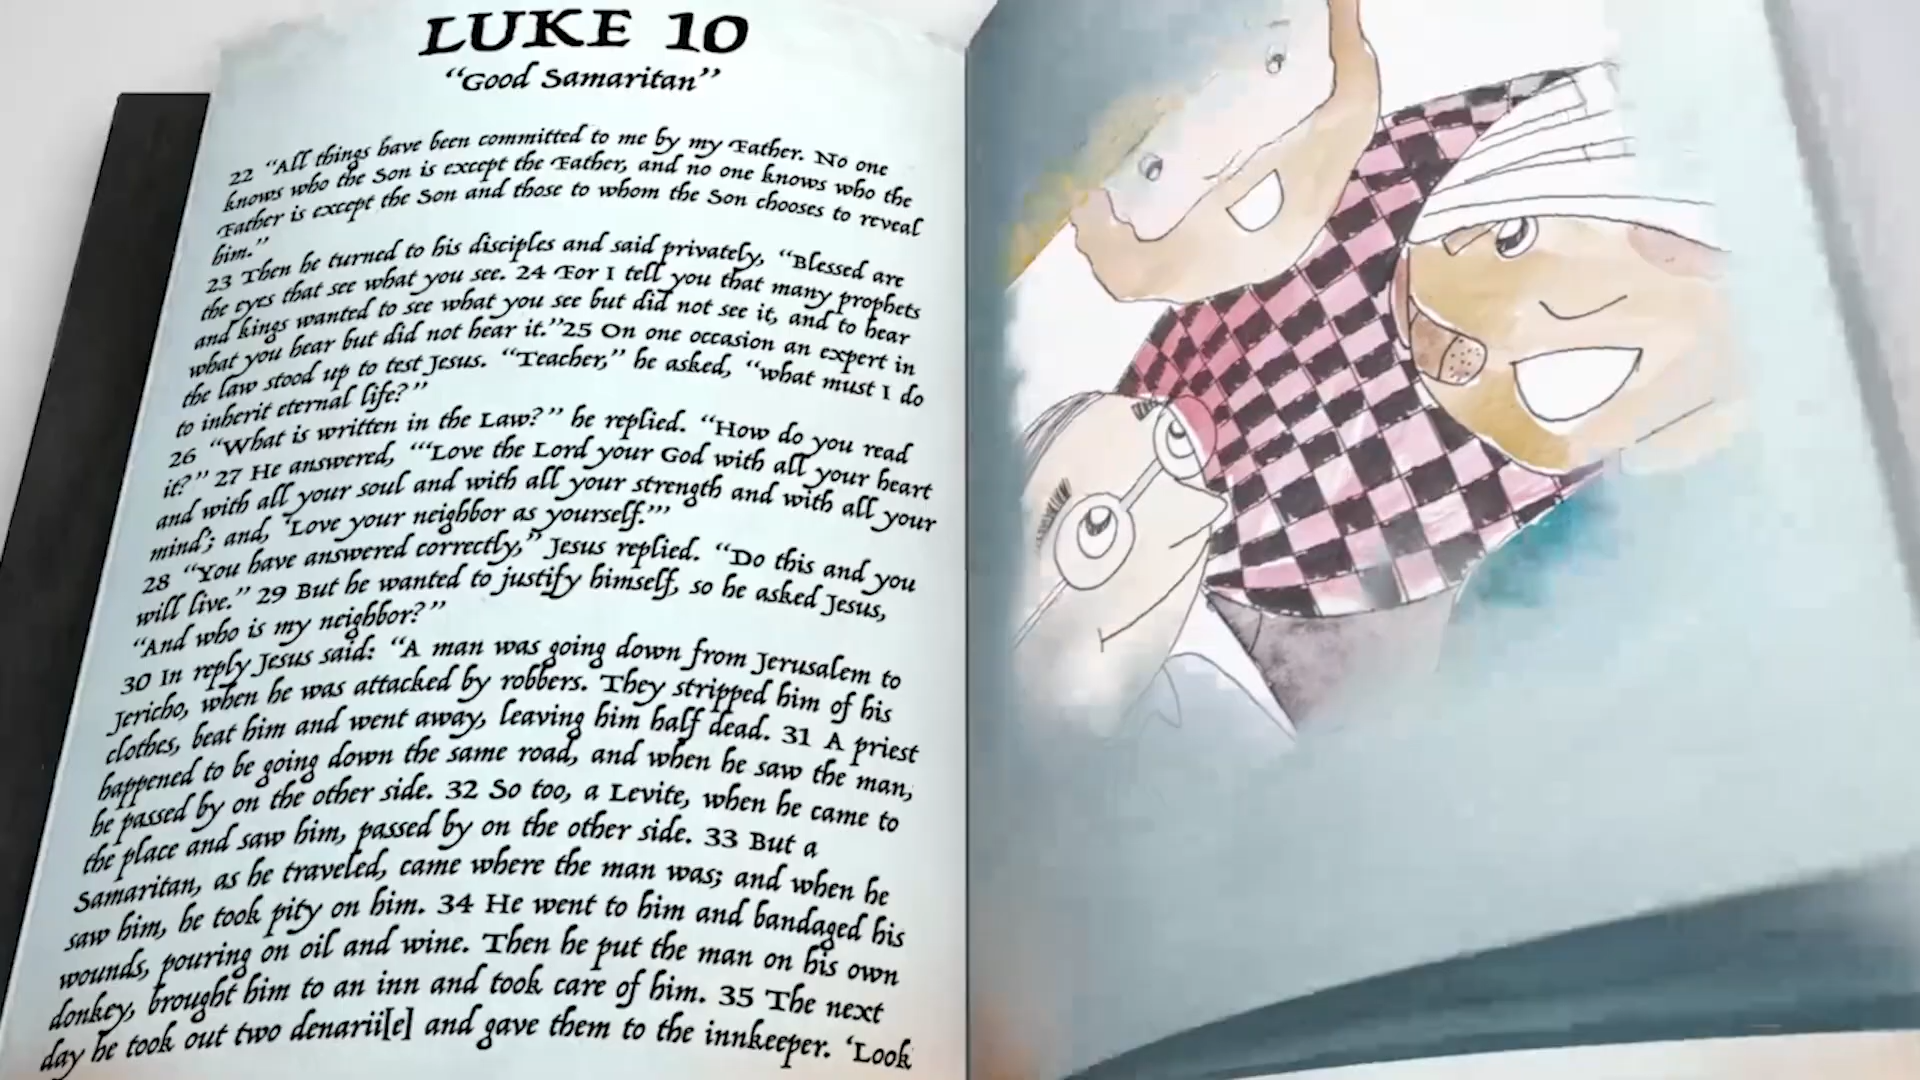 LUKE 10
“Good Samaritan”
22 “All things have been committed to me by my Father. No one
knows who the Son is except the Father, and no one knows who the
Father is except the Son and those to whom the Son chooses to reveal
him.”
23 Then he turned to his disciples and said privately, “Blessed are
the eyes that see what you see. 24 For I tell you that many prophets
and kings wanted to see what you see but did not see it, and to hear
what you hear but did not hear it.”25 On one occasion an expert in
the law stood up to test Jesus. “Teacher,” he asked, “what must I do
to inherit eternal life?”
26 “What is written in the Law?” he replied. “How do you read
it?” 27 He answered, “‘Love the Lord your God with all your heart
and with all your soul and with all your strength and with all your
mind’; and, ‘Love your neighbor as yourself.’”
28 “You have answered correctly,” Jesus replied. “Do this and you
will live.” 29 But he wanted to justify himself, so he asked Jesus,
“And who is my neighbor?”
30 In reply Jesus said: “A man was going down from Jerusalem to
Jericho, when he was attacked by robbers. They stripped him of his
clothes, beat him and went away, leaving him half dead. 31 A priest
happened to be going down the same road, and when he saw the man,
he passed by on the other side. 32 So too, a Levite, when he came to
the place and saw him, passed by on the other side. 33 But a
Samaritan, as he traveled, came where the man was; and when he
saw him, he took pity on him. 34 He went to him and bandaged his
wounds, pouring on oil and wine. Then he put the man on his own
donkey, brought him to an inn and took care of him. 35 The next
day he took out two denarii[e] and gave them to the innkeeper. ‘Look